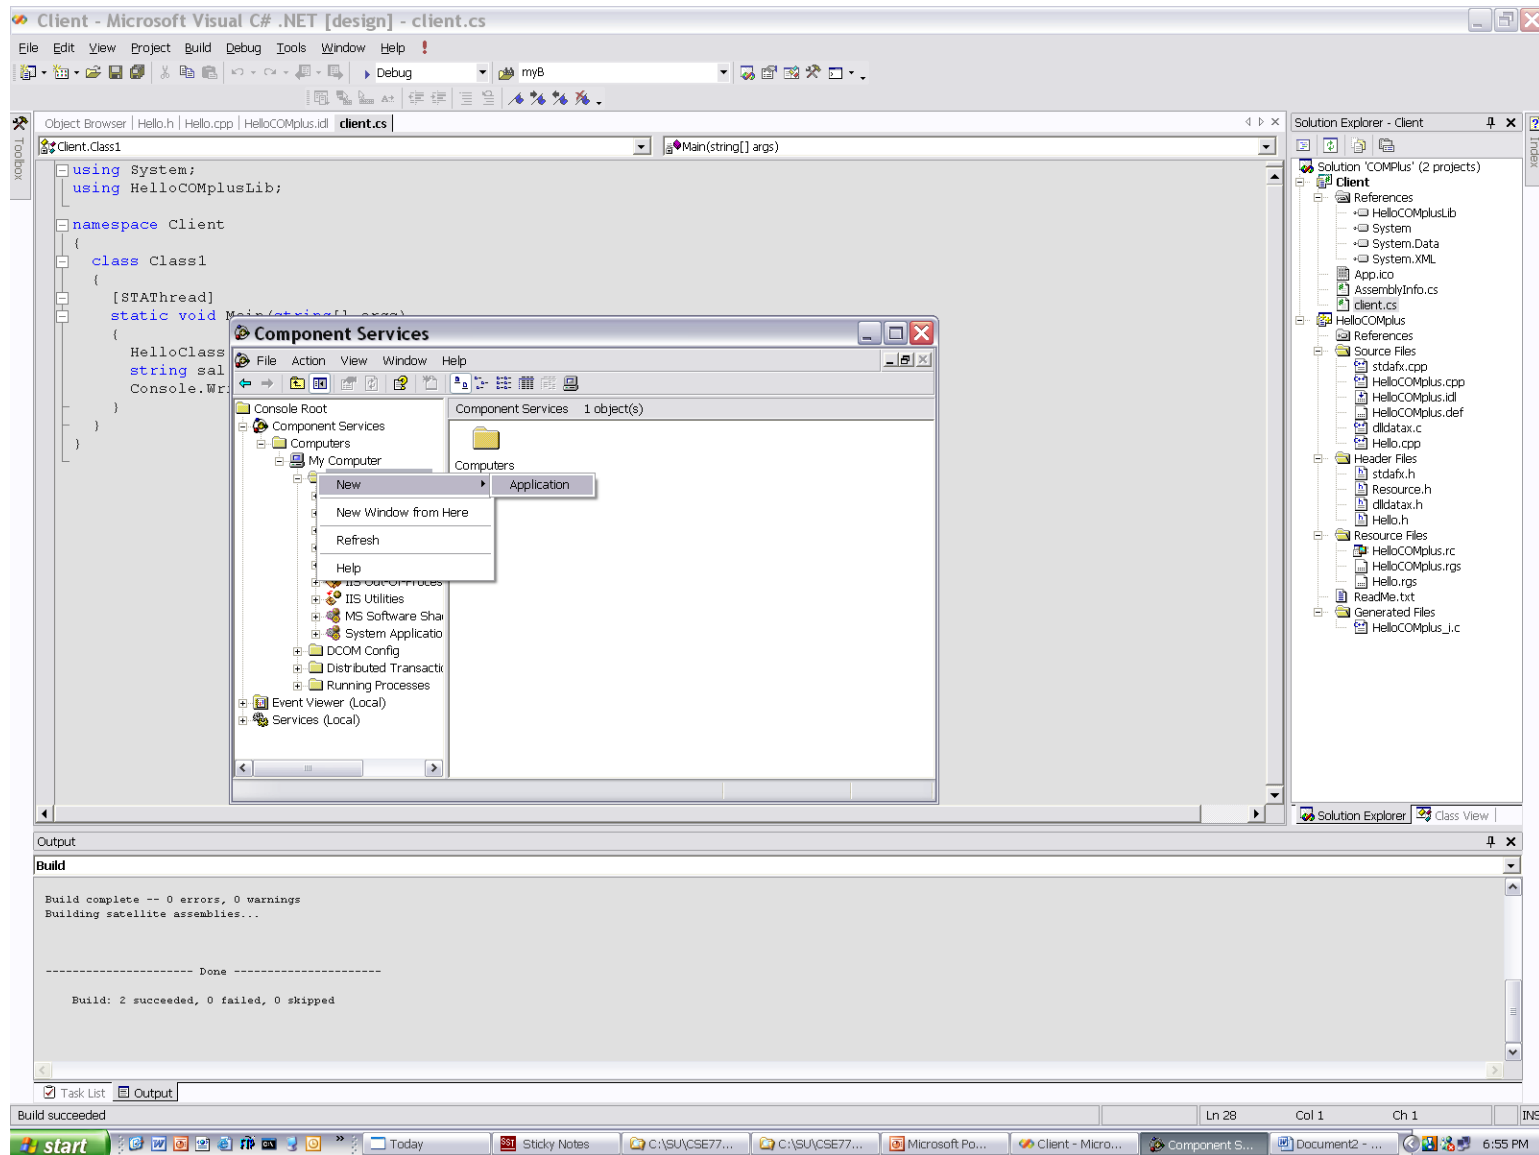 Client - Microsoft Visual C# .NET [design] - client.cs
File Edit View Project Build Debug Tools Window Help
Debug myB
Object Browser | Hello.h | Hello.cpp | HelloCOMplus.idl client.cs
Client.Class1 Main(string[] args)
Toolbox
using System;
using HelloCOMplusLib;
namespace Client
{
class Class1
{
[STAThread]
static void Main(string[] args)
{
HelloClass
string sal
Console.Wri
}
}
}
Component Services
File Action View Window Help
Console Root
Component Services
Computers
My Computer
IIS Out-Of-Proces
IIS Utilities
MS Software Sha
System Applicatio
DCOM Config
Distributed Transacti
Running Processes
Event Viewer (Local)
Services (Local)
Component Services 1 object(s)
Computers
New
New Window from Here
Refresh
Help
Application
Solution Explorer - Client
Index
Solution 'COMPlus' (2 projects)
Client
References
HelloCOMplusLib
System
System.Data
System.XML
App.ico
AssemblyInfo.cs
client.cs
HelloCOMplus
References
Source Files
stdafx.cpp
HelloCOMplus.cpp
HelloCOMplus.idl
HelloCOMplus.def
dlldatax.c
Hello.cpp
Header Files
stdafx.h
Resource.h
dlldatax.h
Hello.h
Resource Files
HelloCOMplus.rc
HelloCOMplus.rgs
Hello.rgs
ReadMe.txt
Generated Files
HelloCOMplus_i.c
Solution Explorer Class View
Output
Build
Build complete -- 0 errors, 0 warnings
Building satellite assemblies...
---------------------- Done ----------------------
Build: 2 succeeded, 0 failed, 0 skipped
Task List Output
Build succeeded Ln 28 Col 1 Ch 1 INS
start Today Sticky Notes C:\SU\CSE77... C:\SU\CSE77... Microsoft Po... Client - Micro... Component S... Document2 - ... 6:55 PM